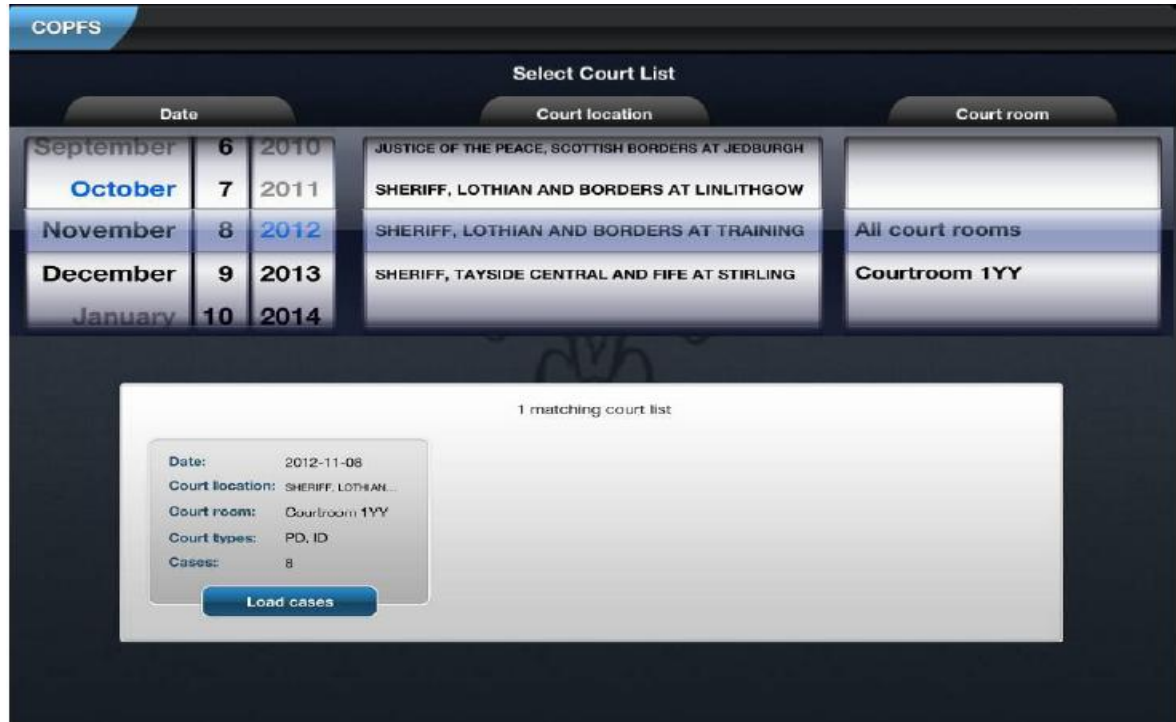 COPFS
Select Court List
Date Court location Court room
September 6 2010 JUSTICE OF THE PEACE, SCOTTISH BORDERS AT JEDBURGH
October 7 2011 SHERIFF, LOTHIAN AND BORDERS AT LINLITHGOW
November 8 2012 SHERIFF, LOTHIAN AND BORDERS AT TRAINING All court rooms
December 9 2013 SHERIFF, TAYSIDE CENTRAL AND FIFE AT STIRLING Courtroom 1YY
January 10 2014
1 matching court list
Date: 2012-11-08
Court location: SHERIFF, LOTHIAN...
Court room: Courtroom 1YY
Court types: PD, ID
Cases: 8
Load cases